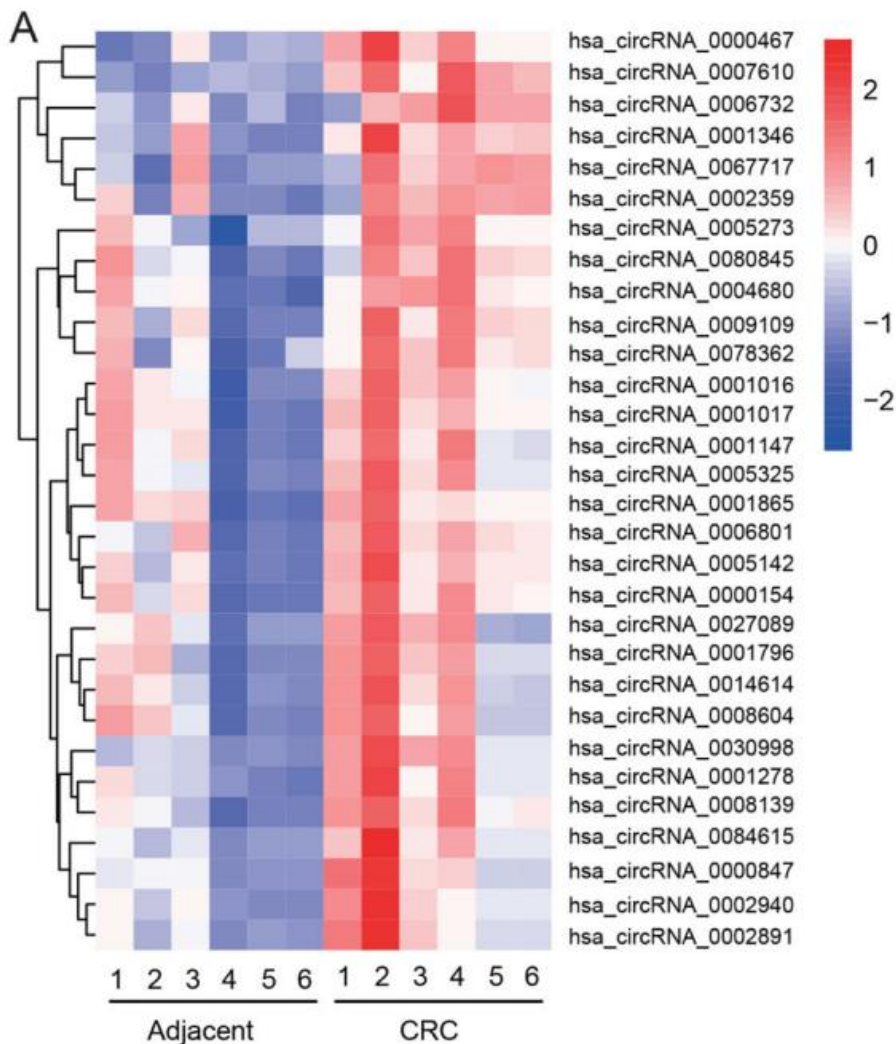 A
hsa_circRNA_0000467
hsa_circRNA_0007610
hsa_circRNA_0006732
hsa_circRNA_0001346
hsa_circRNA_0067717
hsa_circRNA_0002359
hsa_circRNA_0005273
hsa_circRNA_0080845
hsa_circRNA_0004680
hsa_circRNA_0009109
hsa_circRNA_0078362
hsa_circRNA_0001016
hsa_circRNA_0001017
hsa_circRNA_0001147
hsa_circRNA_0005325
hsa_circRNA_0001865
hsa_circRNA_0006801
hsa_circRNA_0005142
hsa_circRNA_0000154
hsa_circRNA_0027089
hsa_circRNA_0001796
hsa_circRNA_0014614
hsa_circRNA_0008604
hsa_circRNA_0030998
hsa_circRNA_0001278
hsa_circRNA_0008139
hsa_circRNA_0084615
hsa_circRNA_0000847
hsa_circRNA_0002940
hsa_circRNA_0002891
2
1
0
−1
−2
1 2 3 4 5 6 1 2 3 4 5 6
Adjacent CRC